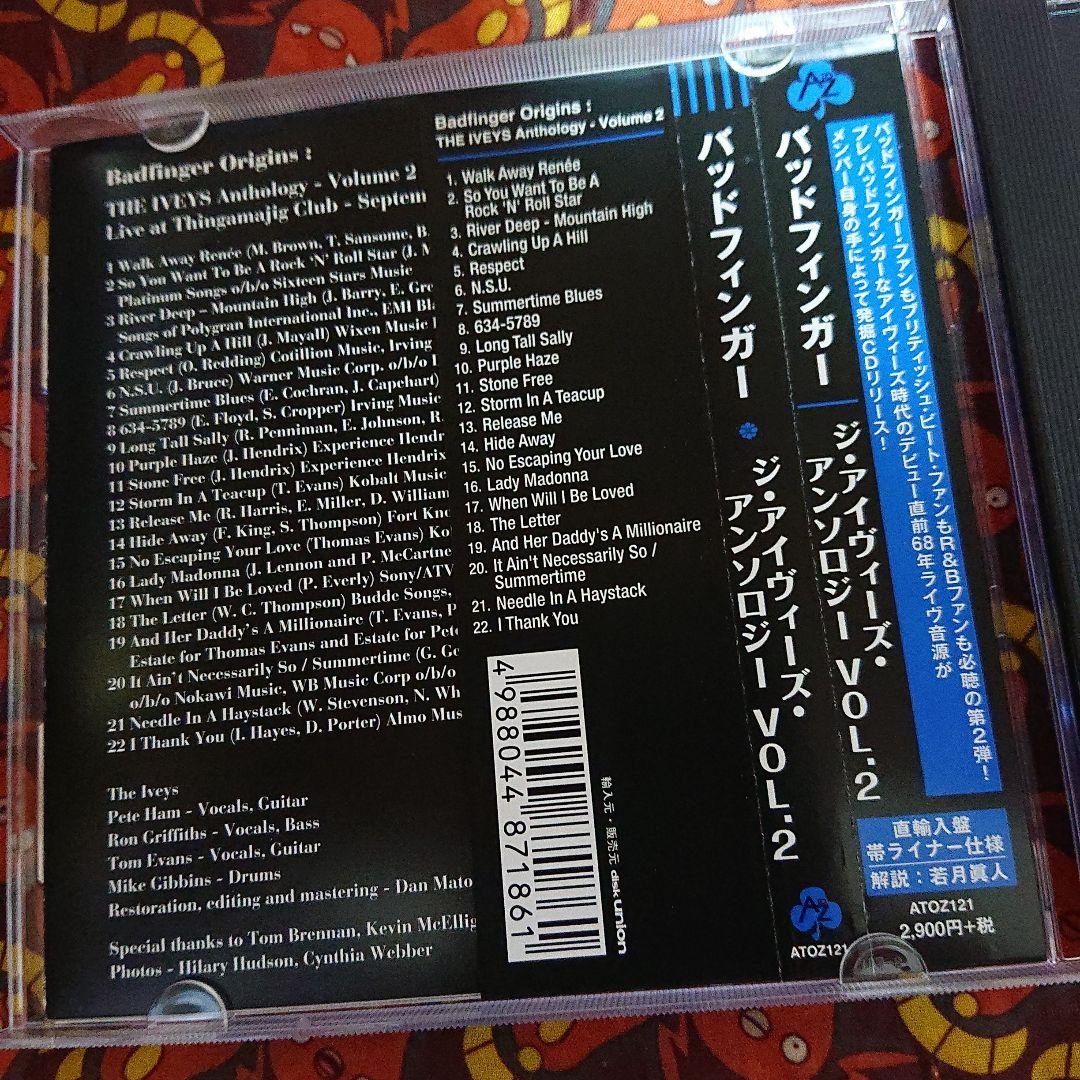 Badfinger Origins :
THE IVEYS Anthology - Volume 2
Live at Thingamajig Club - Septem
1 Walk Away Renée (M. Brown, T. Sansome, B.
2 So You Want To Be A Rock 'N' Roll Star (J. M
Platinum Songs o/b/o Sixteen Stars Music
3 River Deep – Mountain High (J. Barry, E. Gre
Songs of Polygran International Inc., EMI Bla
4 Crawling Up A Hill (J. Mayall) Wixen Music
5 Respect (O. Redding) Cotillion Music, Irving
6 N.S.U. (J. Bruce) Warner Music Corp. o/b/o
7 Summertime Blues (E. Cochran, J. Capehart)
8 634-5789 (E. Floyd, S. Cropper) Irving Music
9 Long Tall Sally (R. Penniman, E. Johnson, R.
10 Purple Haze (J. Hendrix) Experience Hendr
11 Stone Free (J. Hendrix) Experience Hendr
12 Storm In A Teacup (T. Evans) Kobalt Music
13 Release Me (R. Harris, E. Miller, D. William
14 Hide Away (F. King, S. Thompson) Fort Kno
15 No Escaping Your Love (Thomas Evans) Ko
16 Lady Madonna (J. Lennon and P. McCartne
17 When Will I Be Loved (P. Everly) Sony/ATV
18 The Letter (W. C. Thompson) Budde Songs,
19 And Her Daddy's A Millionaire (T. Evans, P
Estate for Thomas Evans and Estate for Pete
20 It Ain't Necessarily So / Summertime (G. Ge
o/b/o Nokawi Music, WB Music Corp o/b/o
21 Needle In A Haystack (W. Stevenson, N. Wh
22 I Thank You (I. Hayes, D. Porter) Almo Mus
The Iveys
Pete Ham - Vocals, Guitar
Ron Griffiths - Vocals, Bass
Tom Evans - Vocals, Guitar
Mike Gibbins - Drums
Restoration, editing and mastering - Dan Mato
Special thanks to Tom Brennan, Kevin McEllig
Photos - Hilary Hudson, Cynthia Webber
Badfinger Origins :
THE IVEYS Anthology - Volume 2
1. Walk Away Renée
2. So You Want To Be A
Rock 'N' Roll Star
3. River Deep - Mountain High
4. Crawling Up A Hill
5. Respect
6. N.S.U.
7. Summertime Blues
8. 634-5789
9. Long Tall Sally
10. Purple Haze
11. Stone Free
12. Storm In A Teacup
13. Release Me
14. Hide Away
15. No Escaping Your Love
16. Lady Madonna
17. When Will I Be Loved
18. The Letter
19. And Her Daddy's A Millionaire
20. It Ain't Necessarily So /
Summertime
21. Needle In A Haystack
22. I Thank You
4 988044 871861
輸入元・販売元 diskunion
バッドフィンガー
ジ・アイヴィーズ・
アンソロジー VOL.2
AZ
ATOZ121
AZ
バッドフィンガー
ジ・アイヴィーズ・
アンソロジー VOL.2
バッドフィンガー・ファンもブリティッシュ・ビート・ファンもR&Bファンも必聴の第2弾!
プレ・バッドフィンガーなアイヴィーズ時代のデビュー直前68年ライヴ音源が
メンバー自身の手によって発掘CDリリース!
直輸入盤
帯ライナー仕様
解説:若月眞人
ATOZ121
2,900円+税